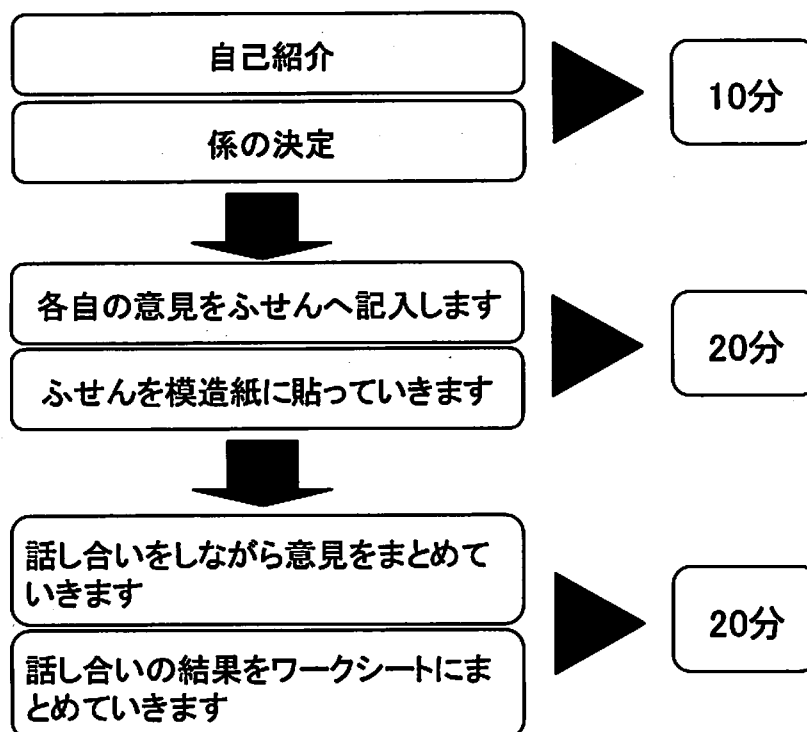 自己紹介
係の決定
10分
各自の意見をふせんへ記入します
ふせんを模造紙に貼っていきます
20分
話し合いをしながら意見をまとめて
いきます
話し合いの結果をワークシートにま
とめていきます
20分